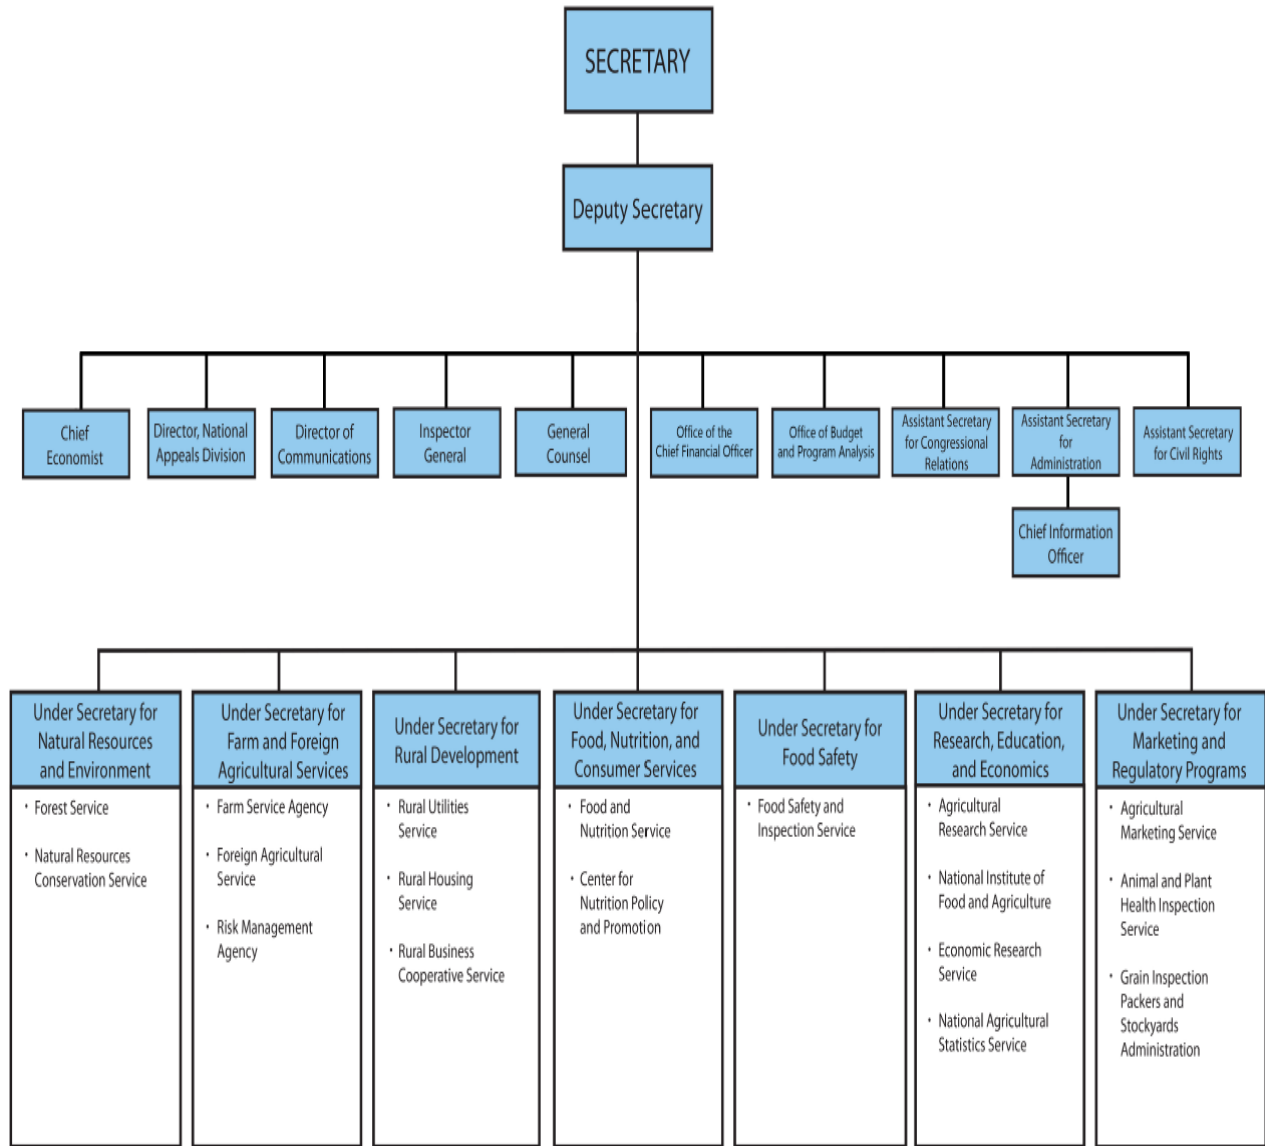 SECRETARY
Deputy Secretary
Chief
Economist
Director, National
Appeals Division
Director of
Communications
Inspector
General
General
Counsel
Office of the
Chief Financial Officer
Office of Budget
and Program Analysis
Assistant Secretary
for Congressional
Relations
Assistant Secretary
for
Administration
Assistant Secretary
for Civil Rights
Chief Information
Officer
Under Secretary for
Natural Resources
and Environment
• Forest Service
• Natural Resources
Conservation Service
Under Secretary for
Farm and Foreign
Agricultural Services
• Farm Service Agency
• Foreign Agricultural
Service
• Risk Management
Agency
Under Secretary for
Rural Development
• Rural Utilities
Service
• Rural Housing
Service
• Rural Business
Cooperative Service
Under Secretary for
Food, Nutrition, and
Consumer Services
• Food and
Nutrition Service
• Center for
Nutrition Policy
and Promotion
Under Secretary for
Food Safety
• Food Safety and
Inspection Service
Under Secretary for
Research, Education,
and Economics
• Agricultural
Research Service
• National Institute of
Food and Agriculture
• Economic Research
Service
• National Agricultural
Statistics Service
Under Secretary for
Marketing and
Regulatory Programs
• Agricultural
Marketing Service
• Animal and Plant
Health Inspection
Service
• Grain Inspection
Packers and
Stockyards
Administration